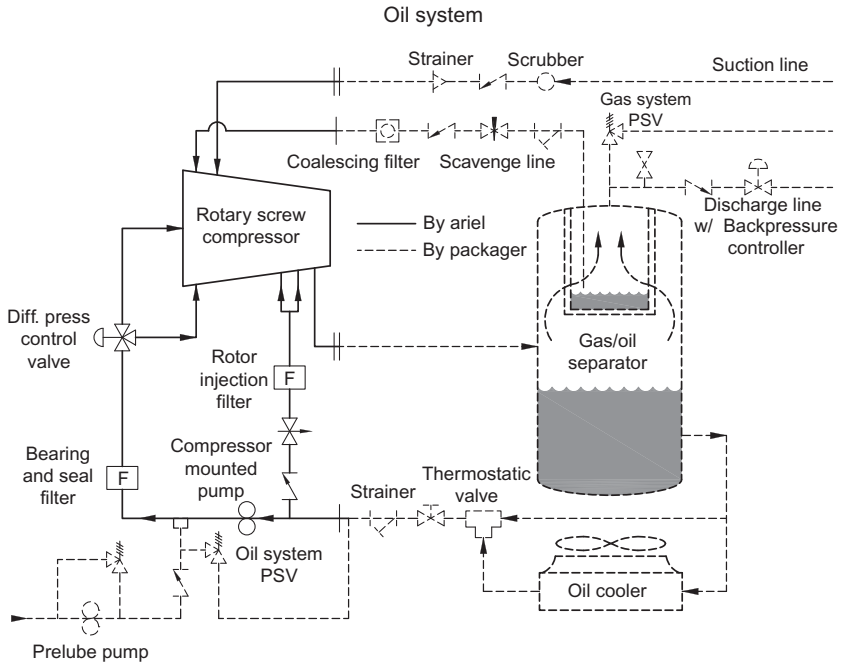 Oil system
Strainer
Scrubber
Suction line
Gas system
PSV
Coalescing filter
Scavenge line
Rotary screw
compressor
By ariel
By packager
Discharge line
w/ Backpressure
controller
Diff. press
control
valve
Rotor
injection
filter
F
Gas/oil
separator
Bearing
and seal
filter
F
Compressor
mounted
pump
Strainer
Thermostatic
valve
Oil system
PSV
Oil cooler
Prelube pump